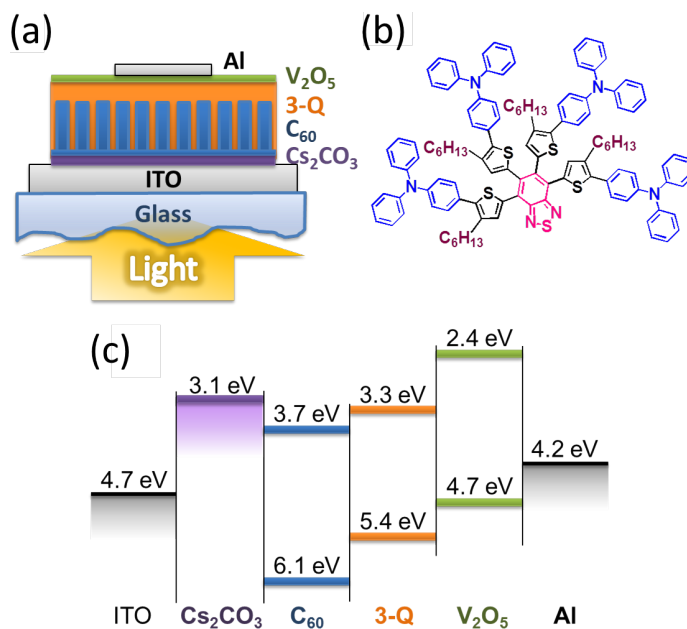 (a)
Al
V₂O₅
3-Q
C₆₀
Cs₂CO₃
ITO
Glass
Light
(b)
N
N
C₆H₁₃
C₆H₁₃
S
S
C₆H₁₃
N
S
S
N
C₆H₁₃
N
N-S
(c)
2.4 eV
3.1 eV
3.7 eV
3.3 eV
4.2 eV
4.7 eV
4.7 eV
5.4 eV
6.1 eV
ITO Cs₂CO₃ C₆₀ 3-Q V₂O₅ Al